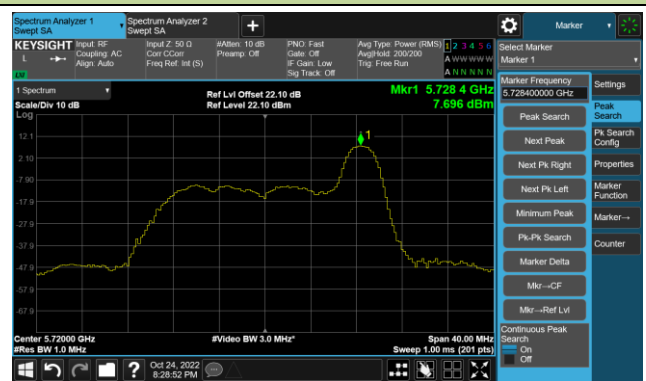 Spectrum Analyzer 1
Swept SA
Spectrum Analyzer 2
Swept SA
+
Marker
KEYSIGHT
L
LW
Input: RF
Coupling: AC
Align: Auto
Input Z: 50 Ω
Corr CCorr
Freq Ref: Int (S)
#Atten: 10 dB
Preamp: Off
PNO: Fast
Gate: Off
IF Gain: Low
Sig Track: Off
Avg Type: Power (RMS)
Avg|Hold: 200/200
Trig: Free Run
1 2 3 4 5 6
A W W W W W
A N N N N N
Select Marker
Marker 1
1 Spectrum
Scale/Div 10 dB
Log
Ref Lvl Offset 22.10 dB
Ref Level 22.10 dBm
Mkr1 5.728 4 GHz
7.696 dBm
12.1
2.10
-7.90
-17.9
-27.9
-37.9
-47.9
-57.9
-67.9
1
Center 5.72000 GHz
#Res BW 1.0 MHz
#Video BW 3.0 MHz*
Span 40.00 MHz
Sweep 1.00 ms (201 pts)
Marker Frequency
5.728400000 GHz
Peak Search
Next Peak
Next Pk Right
Next Pk Left
Minimum Peak
Pk-Pk Search
Marker Delta
Mkr→CF
Mkr→Ref Lvl
Continuous Peak
Search
On
Off
Settings
Peak
Search
Pk Search
Config
Properties
Marker
Function
Marker→
Counter
?
Oct 24, 2022
8:28:52 PM